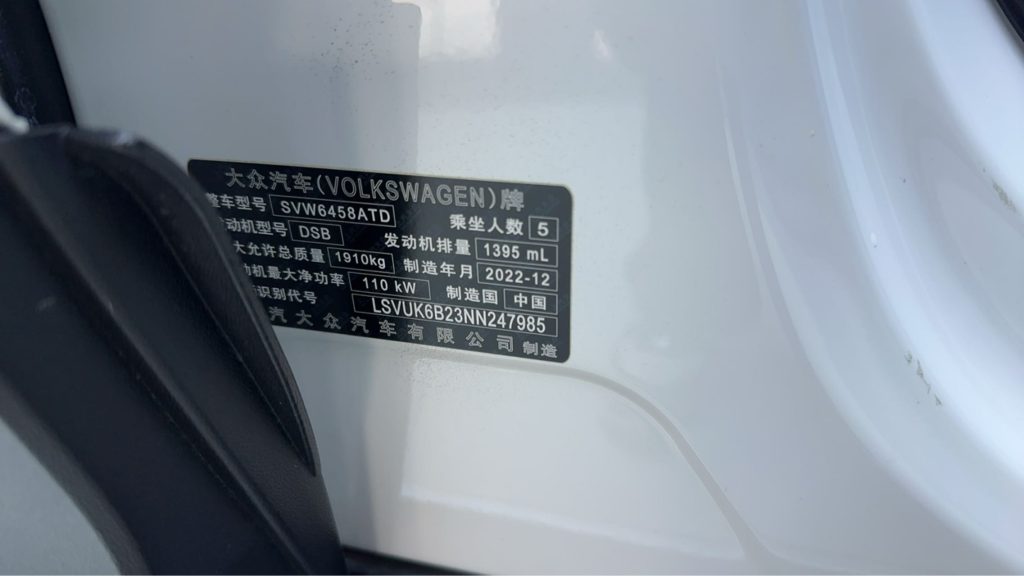 大众汽车(VOLKSWAGEN)牌
整车型号 SVW6458ATD 乘坐人数 5
动机型号 DSB 发动机排量 1395 mL
大允许总质量 1910kg 制造年月 2022-12
机最大净功率 110 kW 制造国 中国
识别代号 LSVUK6B23NN247985
汽大众汽车有限公司 制造